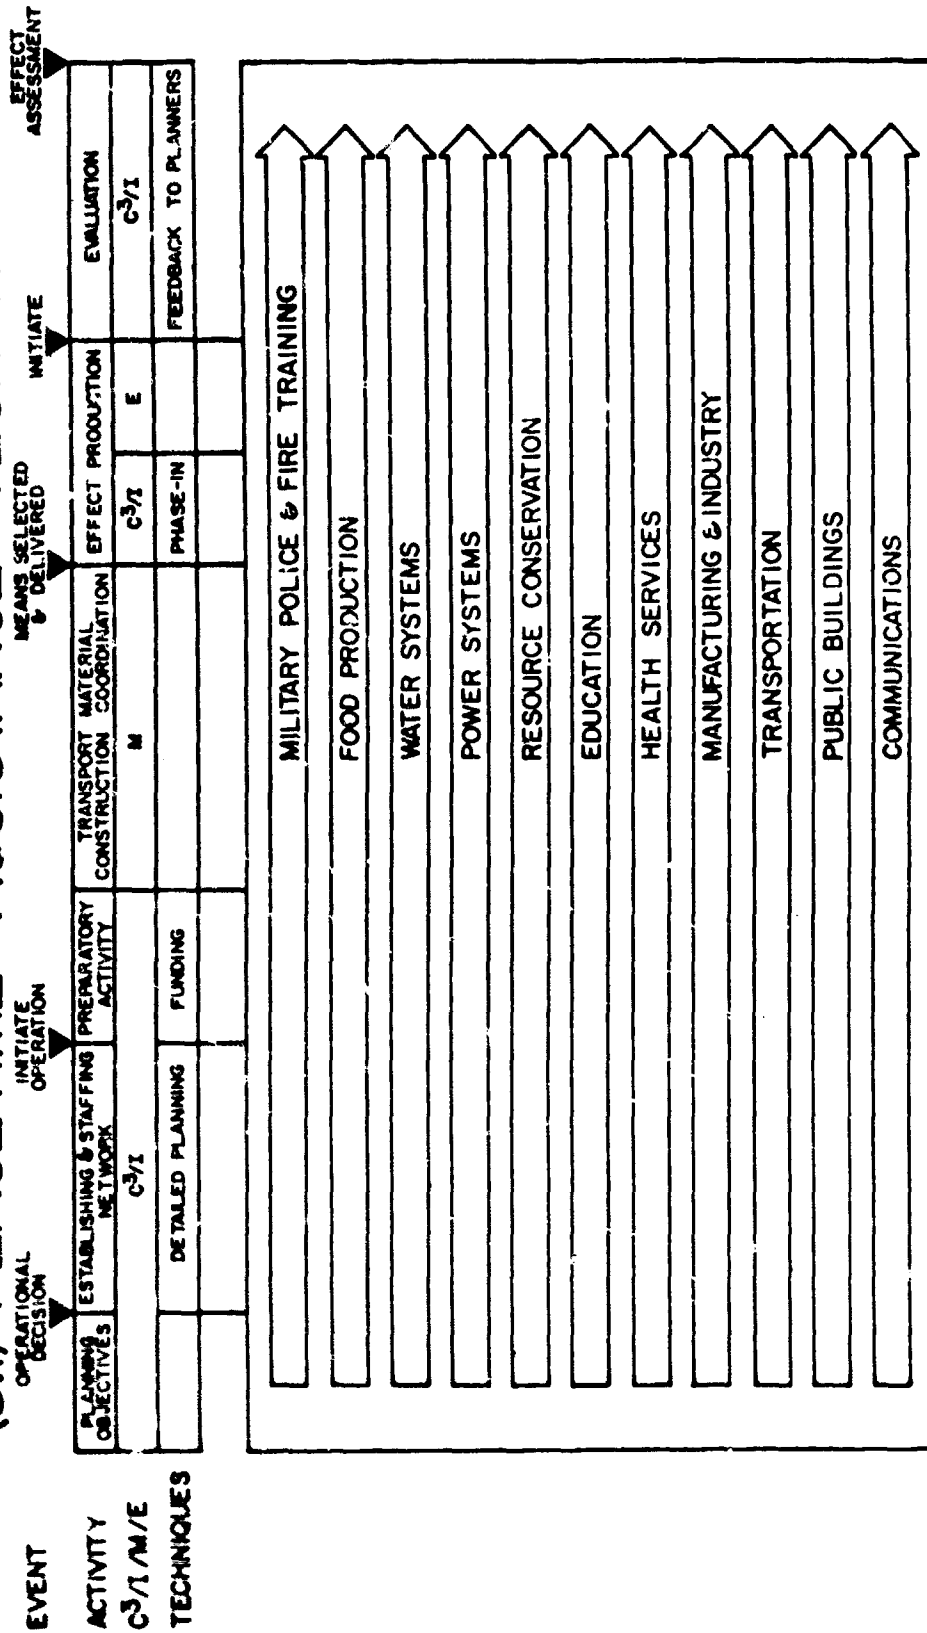 EVENT
OPERATIONAL
DECISION
INITIATE
OPERATION
MEANS SELECTED
& DELIVERED
INITIATE
EFFECT
ASSESSMENT
ACTIVITY
PLANNING
OBJECTIVES
ESTABLISHING & STAFFING
NETWORK
PREPARATORY
ACTIVITY
TRANSPORT MATERIAL
CONSTRUCTION COORDINATION
EFFECT PRODUCTION
EVALUATION
C³/I/M/E
C³/I
M
C³/I
E
C³/I
TECHNIQUES
DETAILED PLANNING
FUNDING
PHASE-IN
FEEDBACK TO PLANNERS
MILITARY POLICE & FIRE TRAINING
FOOD PRODUCTION
WATER SYSTEMS
POWER SYSTEMS
RESOURCE CONSERVATION
EDUCATION
HEALTH SERVICES
MANUFACTURING & INDUSTRY
TRANSPORTATION
PUBLIC BUILDINGS
COMMUNICATIONS